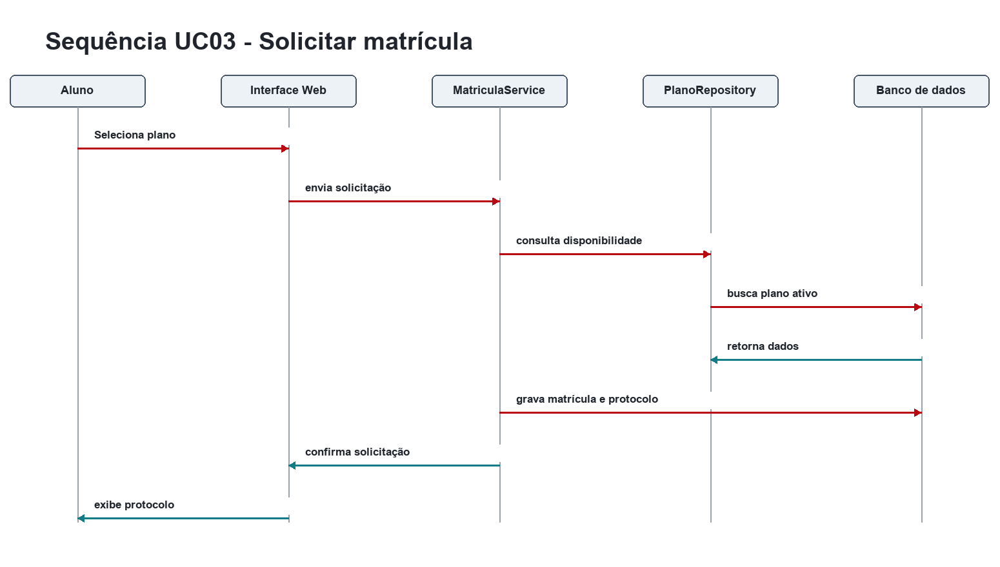 Sequência UC03 - Solicitar matrícula
Aluno
Interface Web
MatriculaService
PlanoRepository
Banco de dados
Seleciona plano
envia solicitação
consulta disponibilidade
busca plano ativo
retorna dados
grava matrícula e protocolo
confirma solicitação
exibe protocolo